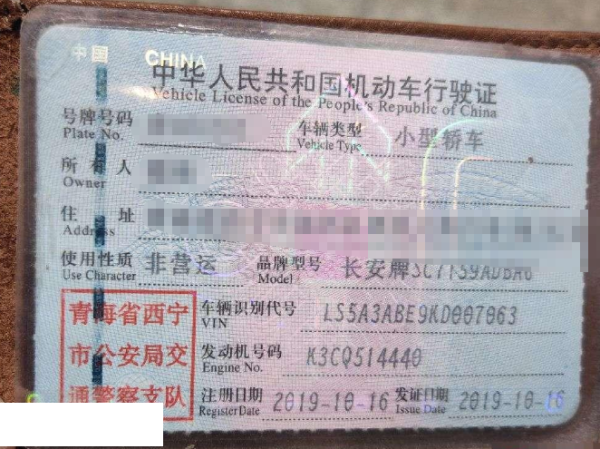 中国 CHINA
中华人民共和国机动车行驶证
Vehicle License of the People's Republic of China
号牌号码 车辆类型 小型轿车
Plate No. Vehicle Type
所有人
Owner
住址
Address
使用性质 非营运 品牌型号 长安牌
Use Character Model
青海省西宁 车辆识别代号 LS5A3ABE9KD007063
VIN
市公安局交 发动机号码 K3CQ514440
Engine No.
通警察支队 注册日期 2019-10-16 发证日期 2019-10-16
Register Date Issue Date